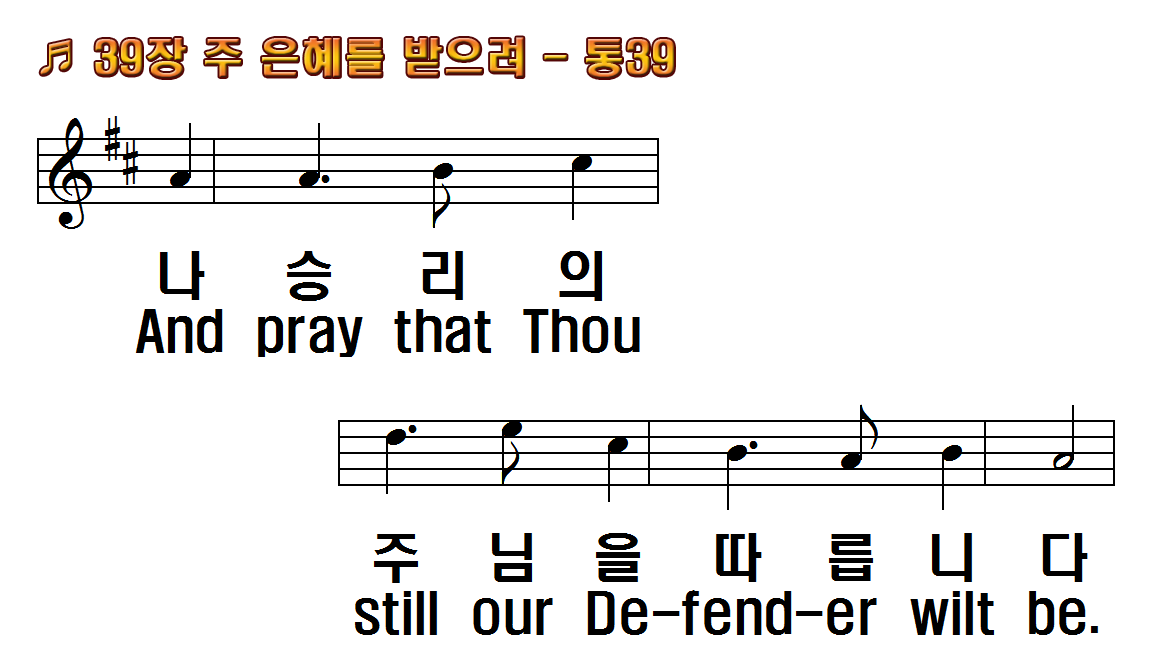 39장 주 은혜를 받으려 - 통39
나 승 리 의
And pray that Thou
주 님 을 따 릅 니 다
still our De-fend-er wilt be.